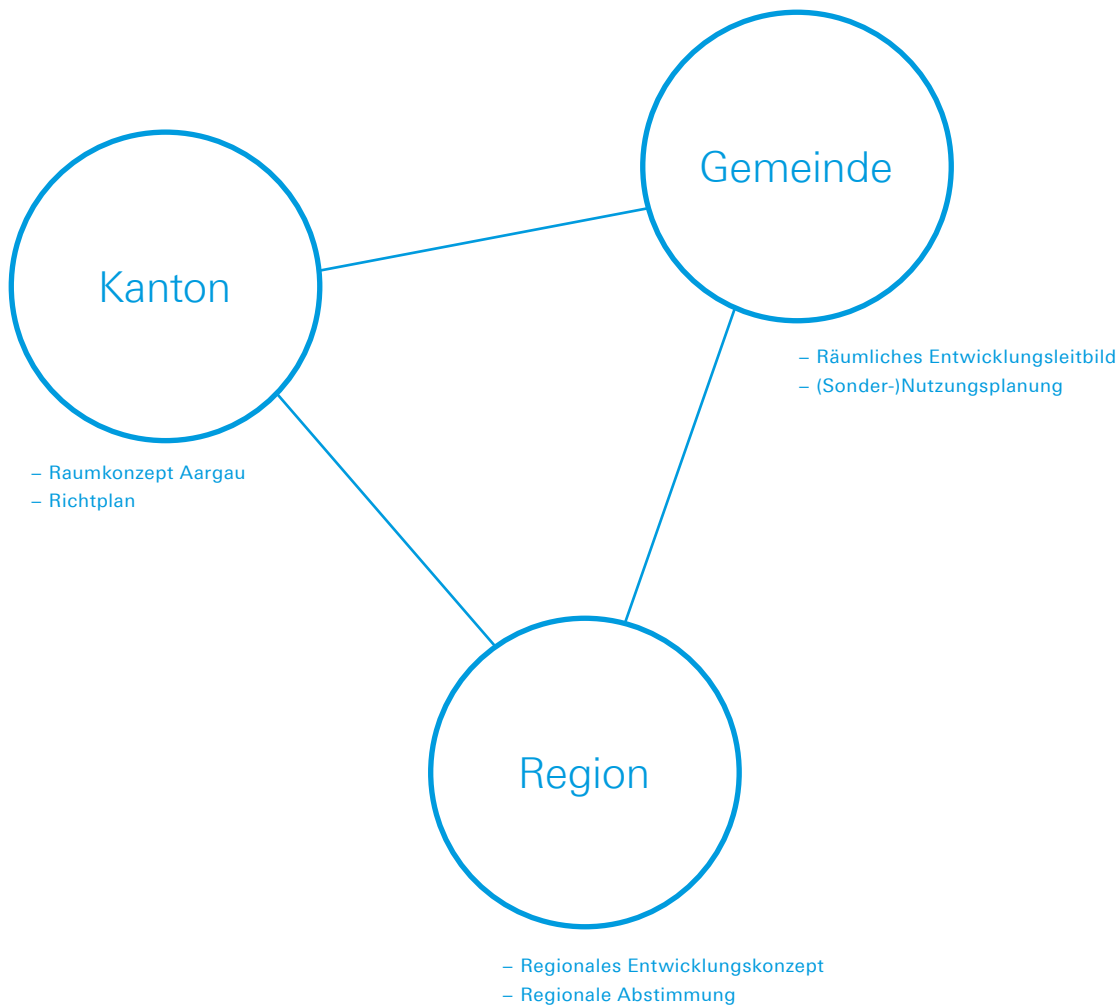 Gemeinde
– Räumliches Entwicklungsleitbild
– (Sonder-)Nutzungsplanung
Kanton
– Raumkonzept Aargau
– Richtplan
Region
– Regionales Entwicklungskonzept
– Regionale Abstimmung